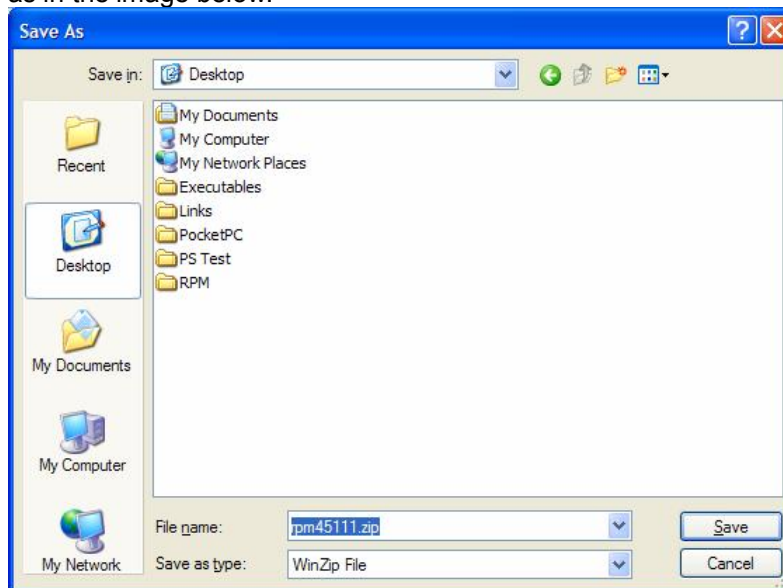 as in the image below.
Save As
Save in: Desktop
My Documents
My Computer
My Network Places
Executables
Links
PocketPC
PS Test
RPM
Recent
Desktop
My Documents
My Computer
My Network
File name: rpm45111.zip Save
Save as type: WinZip File Cancel